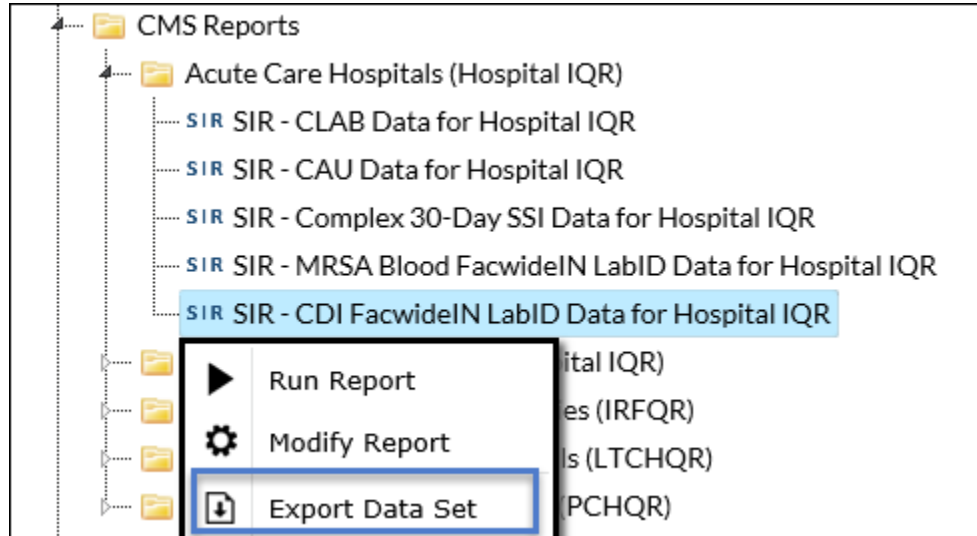 CMS Reports
Acute Care Hospitals (Hospital IQR)
SIR SIR - CLAB Data for Hospital IQR
SIR SIR - CAU Data for Hospital IQR
SIR SIR - Complex 30-Day SSI Data for Hospital IQR
SIR SIR - MRSA Blood FacwideIN LabID Data for Hospital IQR
SIR SIR - CDI FacwideIN LabID Data for Hospital IQR
ital IQR)
Run Report
es (IRFQR)
Modify Report
ls (LTCHQR)
Export Data Set
(PCHQR)